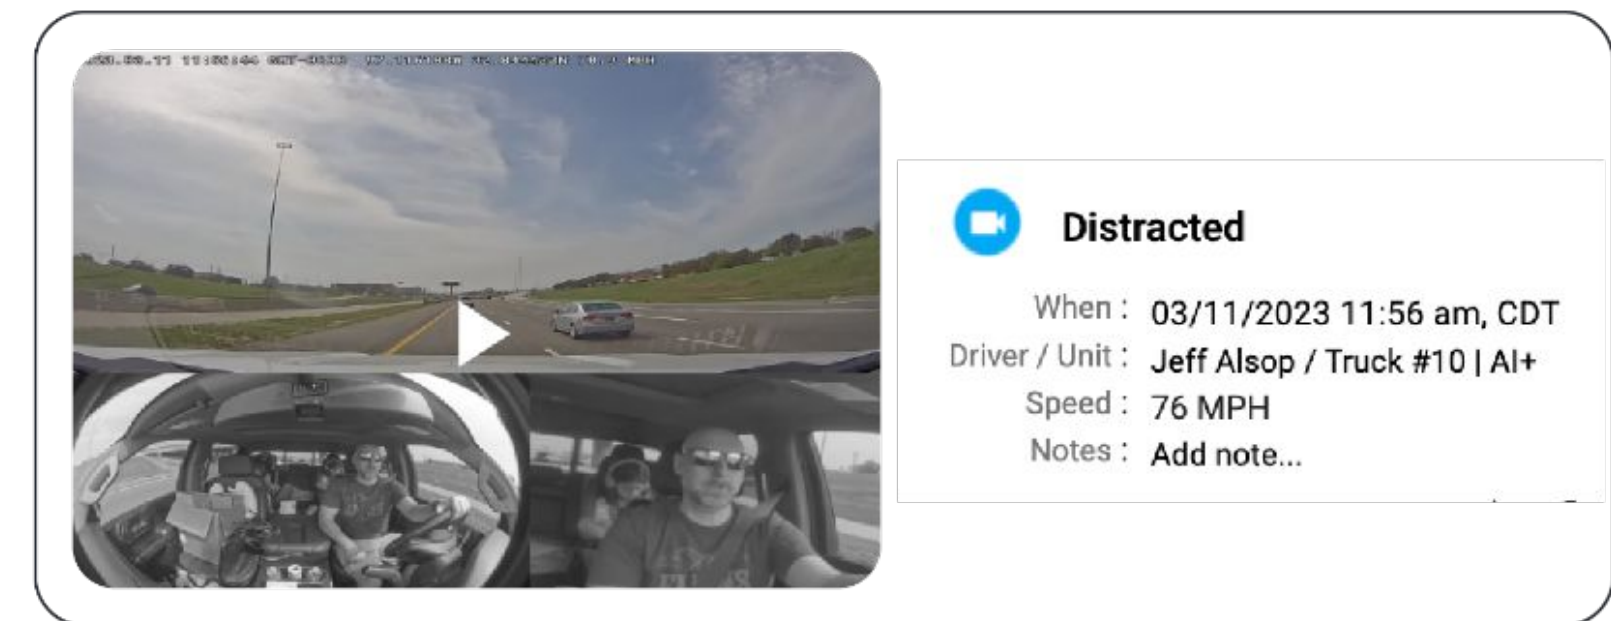 Distracted
When : 03/11/2023 11:56 am, CDT
Driver / Unit : Jeff Alsop / Truck #10 | AI+
Speed : 76 MPH
Notes : Add note...